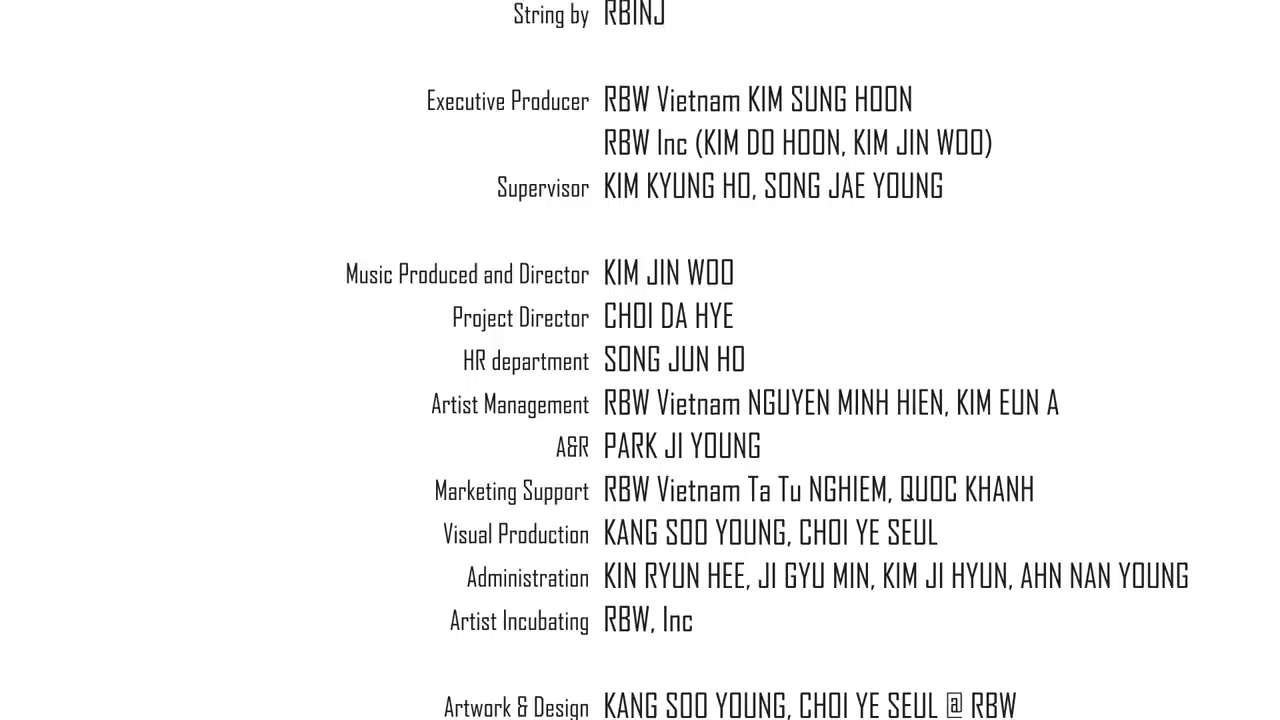 String by RBINJ
Executive Producer RBW Vietnam KIM SUNG HOON
RBW Inc (KIM DO HOON, KIM JIN WOO)
Supervisor KIM KYUNG HO, SONG JAE YOUNG
Music Produced and Director KIM JIN WOO
Project Director CHOI DA HYE
HR department SONG JUN HO
Artist Management RBW Vietnam NGUYEN MINH HIEN, KIM EUN A
A&R PARK JI YOUNG
Marketing Support RBW Vietnam Ta Tu NGHIEM, QUOC KHANH
Visual Production KANG SOO YOUNG, CHOI YE SEUL
Administration KIN RYUN HEE, JI GYU MIN, KIM JI HYUN, AHN NAN YOUNG
Artist Incubating RBW, Inc
Artwork & Design KANG SOO YOUNG, CHOI YE SEUL @ RBW